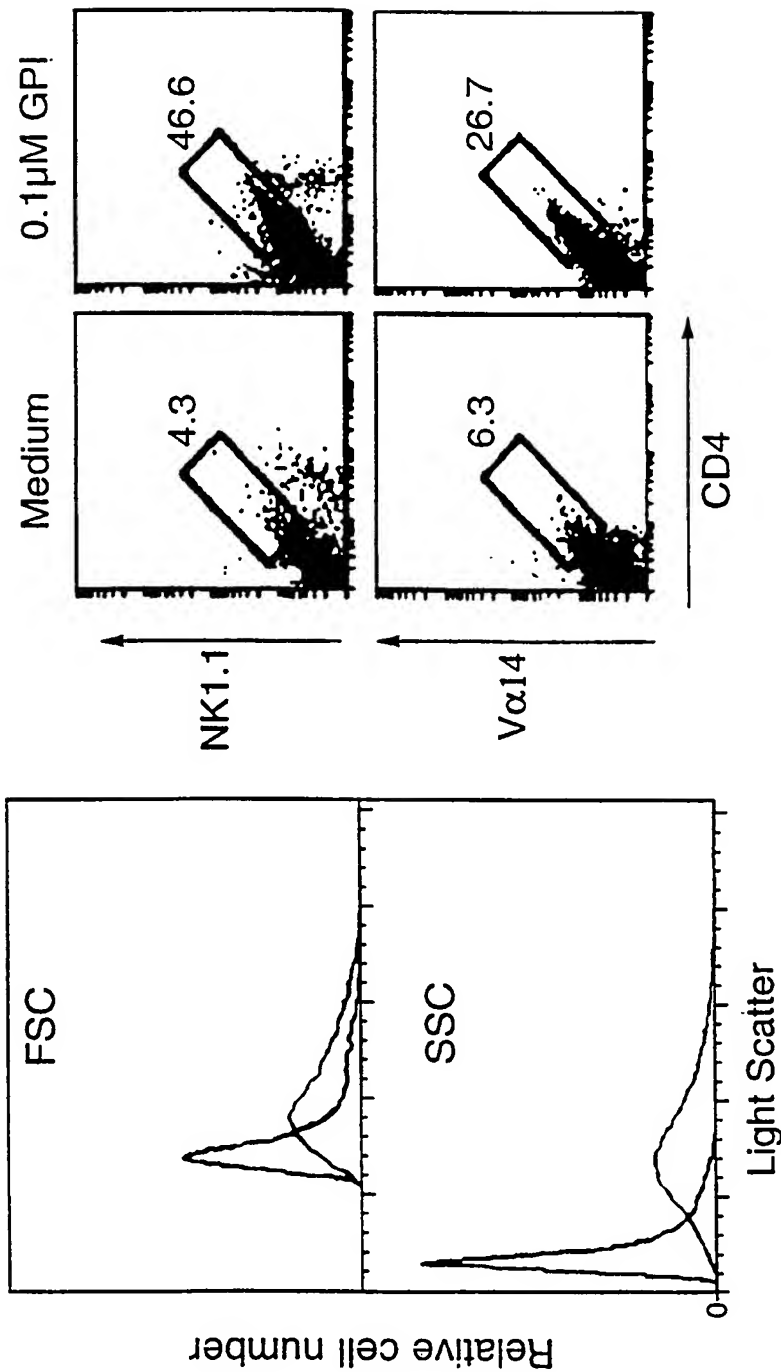 Relative cell number
FSC
SSC
0
Light Scatter
Medium
0.1μM GPI
NK1.1
4.3
46.6
Vα14
6.3
26.7
CD4